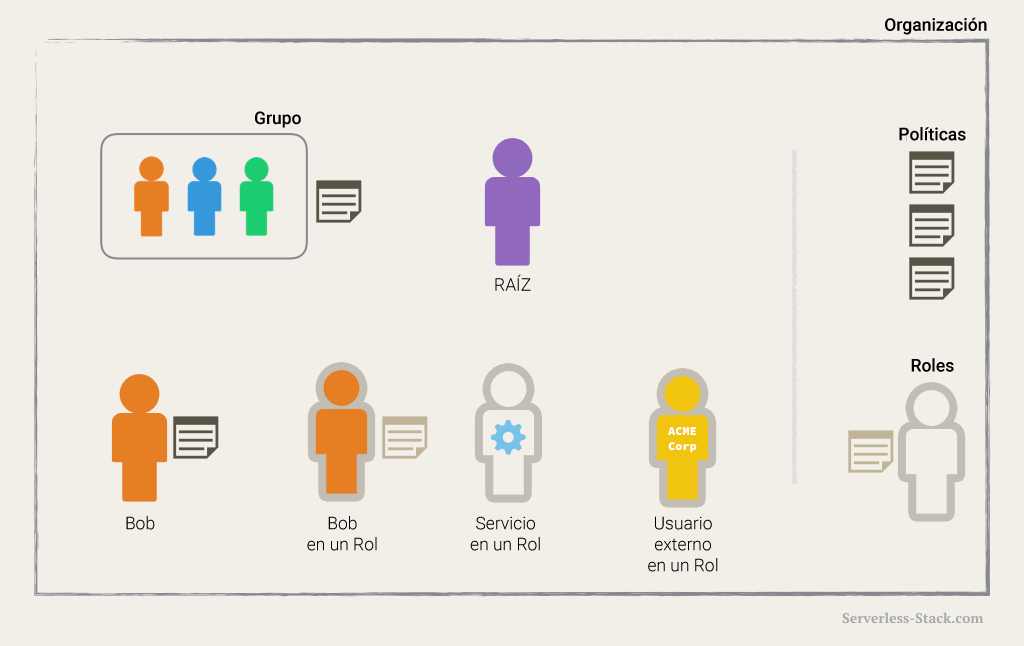 Organización
Grupo
Políticas
RAÍZ
Roles
ACME
Corp
Bob
Bob
en un Rol
Servicio
en un Rol
Usuario
externo
en un Rol
Serverless-Stack.com